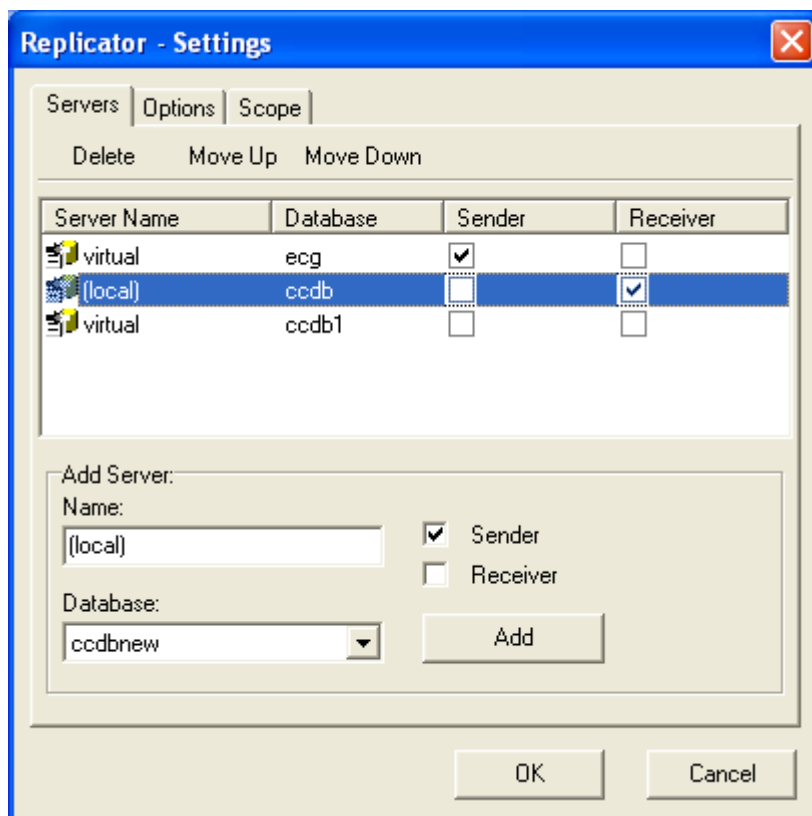 Replicator - Settings
Servers Options Scope
Delete Move Up Move Down
Server Name Database Sender Receiver
virtual ecg
(local) ccdb
virtual ccdb1
Add Server:
Name:
(local)
Sender
Receiver
Database:
ccdbnew
Add
OK Cancel